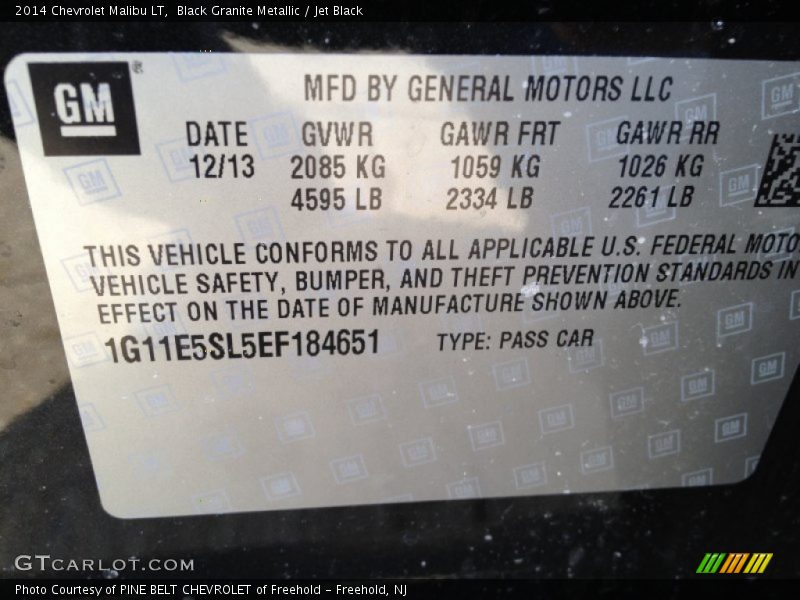 2014 Chevrolet Malibu LT,  Black Granite Metallic / Jet Black
GM
MFD BY GENERAL MOTORS LLC
DATE GVWR GAWR FRT GAWR RR
12/13 2085 KG 1059 KG 1026 KG
4595 LB 2334 LB 2261 LB
THIS VEHICLE CONFORMS TO ALL APPLICABLE U.S. FEDERAL MOTO
VEHICLE SAFETY, BUMPER, AND THEFT PREVENTION STANDARDS IN
EFFECT ON THE DATE OF MANUFACTURE SHOWN ABOVE.
1G11E5SL5EF184651 TYPE: PASS CAR
GTCARLOT.COM
Photo Courtesy of PINE BELT CHEVROLET of Freehold - Freehold, NJ